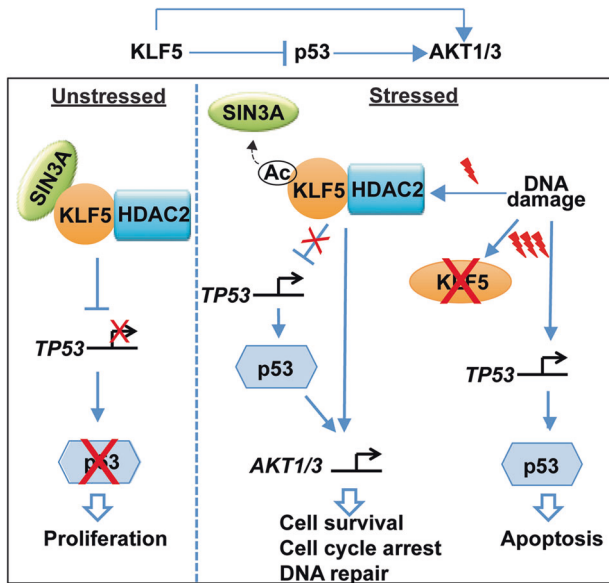 KLF5 p53 AKT1/3
Unstressed
SIN3A
KLF5 HDAC2
TP53
p53
Proliferation
Stressed
SIN3A
Ac
KLF5 HDAC2
DNA
damage
KLF5
TP53
p53
AKT1/3
Cell survival
Cell cycle arrest
DNA repair
TP53
p53
Apoptosis